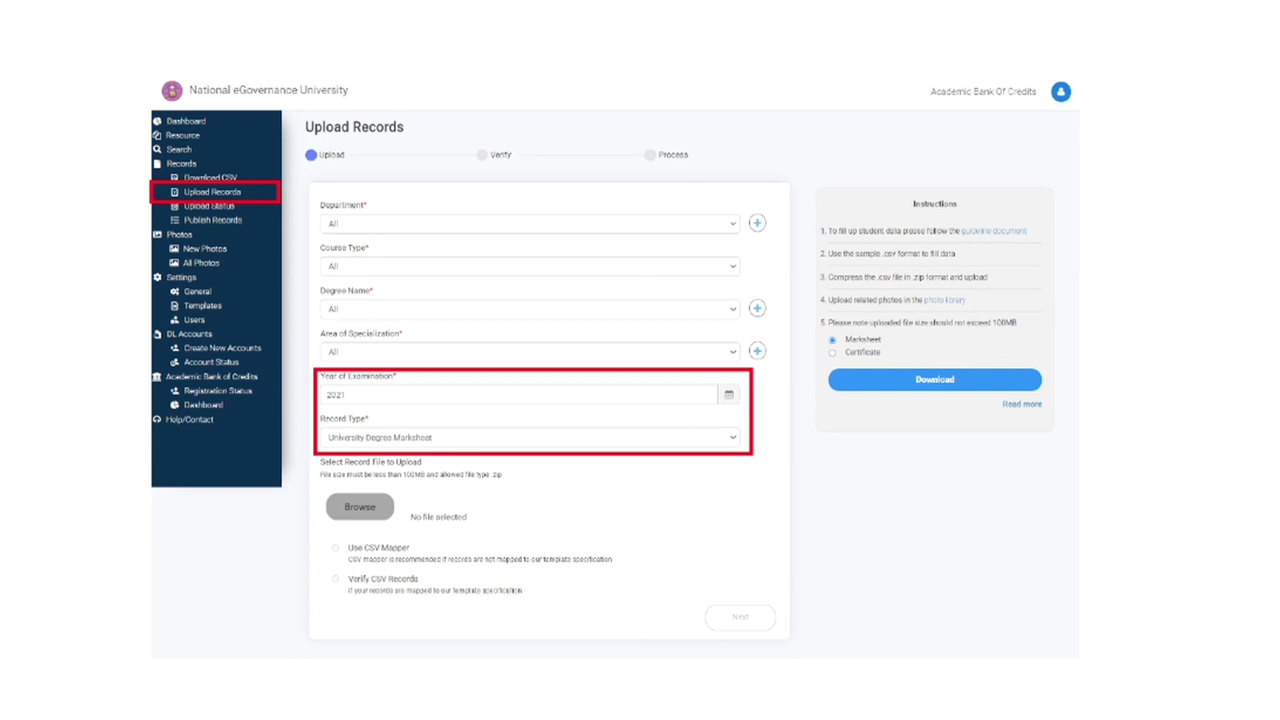 National eGovernance University
Academic Bank Of Credits
Dashboard
Resource
Search
Records
Download CSV
Upload Records
Upload Status
Publish Records
Photos
New Photos
All Photos
Settings
General
Templates
Users
DL Accounts
Create New Accounts
Account Status
Academic Bank of Credits
Registration Status
Dashboard
Help/Contact
Upload Records
Upload
Verify
Process
Department*
All
Course Type*
All
Degree Name*
All
Area of Specialization*
All
Year of Examination*
2021
Record Type*
University Degree Marksheet
Select Record File to Upload
File size must be less than 100MB and allowed file type .zip
Browse
No file selected
Use CSV Mapper
CSV mapper is recommended if records are not mapped to our template specification
Verify CSV Records
If your records are mapped to our template specification
Next
Instructions
1. To fill up student data please follow the guideline document
2. Use the sample .csv format to fill data
3. Compress the .csv file in .zip format and upload
4. Upload related photos in the photo library
5. Please note uploaded file size should not exceed 100MB
Marksheet
Certificate
Download
Read more